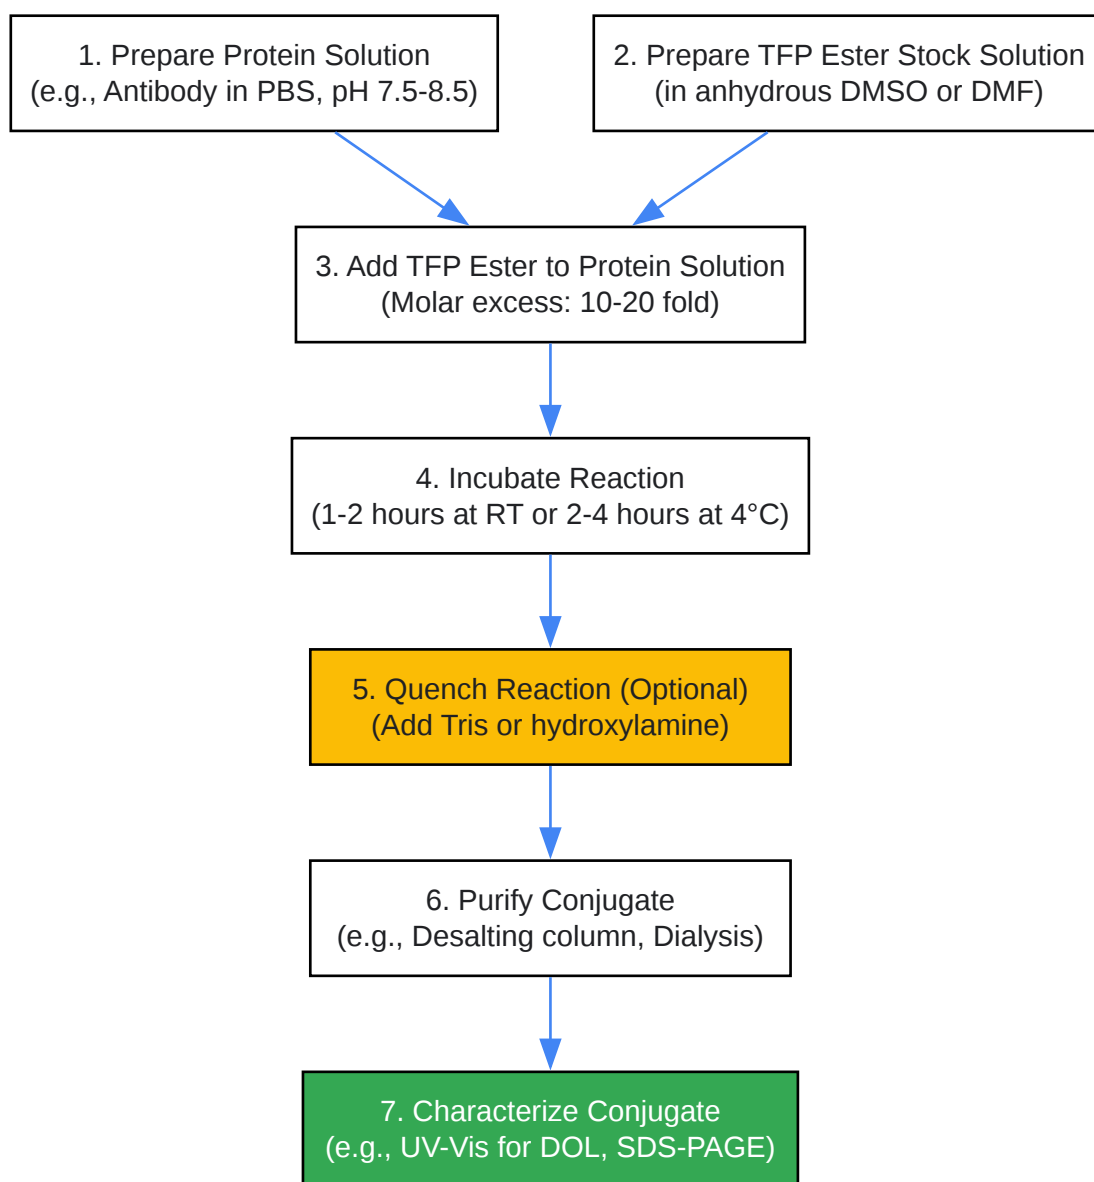 1. Prepare Protein Solution
(e.g., Antibody in PBS, pH 7.5-8.5)
2. Prepare TFP Ester Stock Solution
(in anhydrous DMSO or DMF)
3. Add TFP Ester to Protein Solution
(Molar excess: 10-20 fold)
4. Incubate Reaction
(1-2 hours at RT or 2-4 hours at 4°C)
5. Quench Reaction (Optional)
(Add Tris or hydroxylamine)
6. Purify Conjugate
(e.g., Desalting column, Dialysis)
7. Characterize Conjugate
(e.g., UV-Vis for DOL, SDS-PAGE)